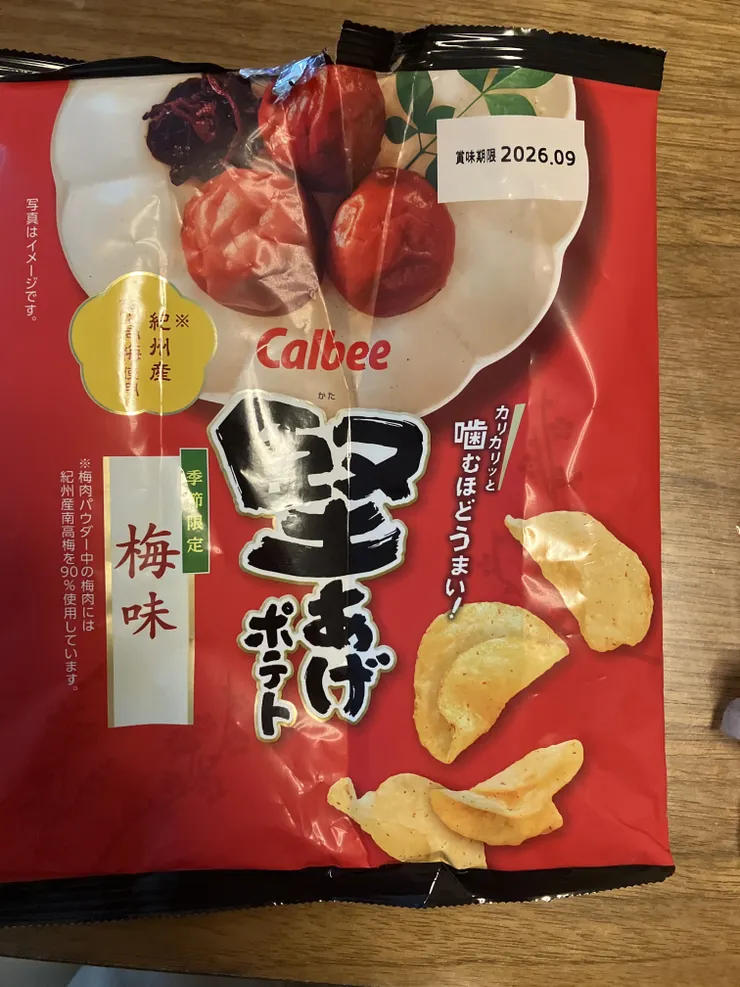 賞味期限 2026.09
写真はイメージです。
※
紀州産
Calbee
かた
堅あげ
ポテト
カリカリッと
噛むほどうまい!
季節限定
梅味
※梅肉パウダー中の梅肉には
紀州産南高梅を90%使用しています。